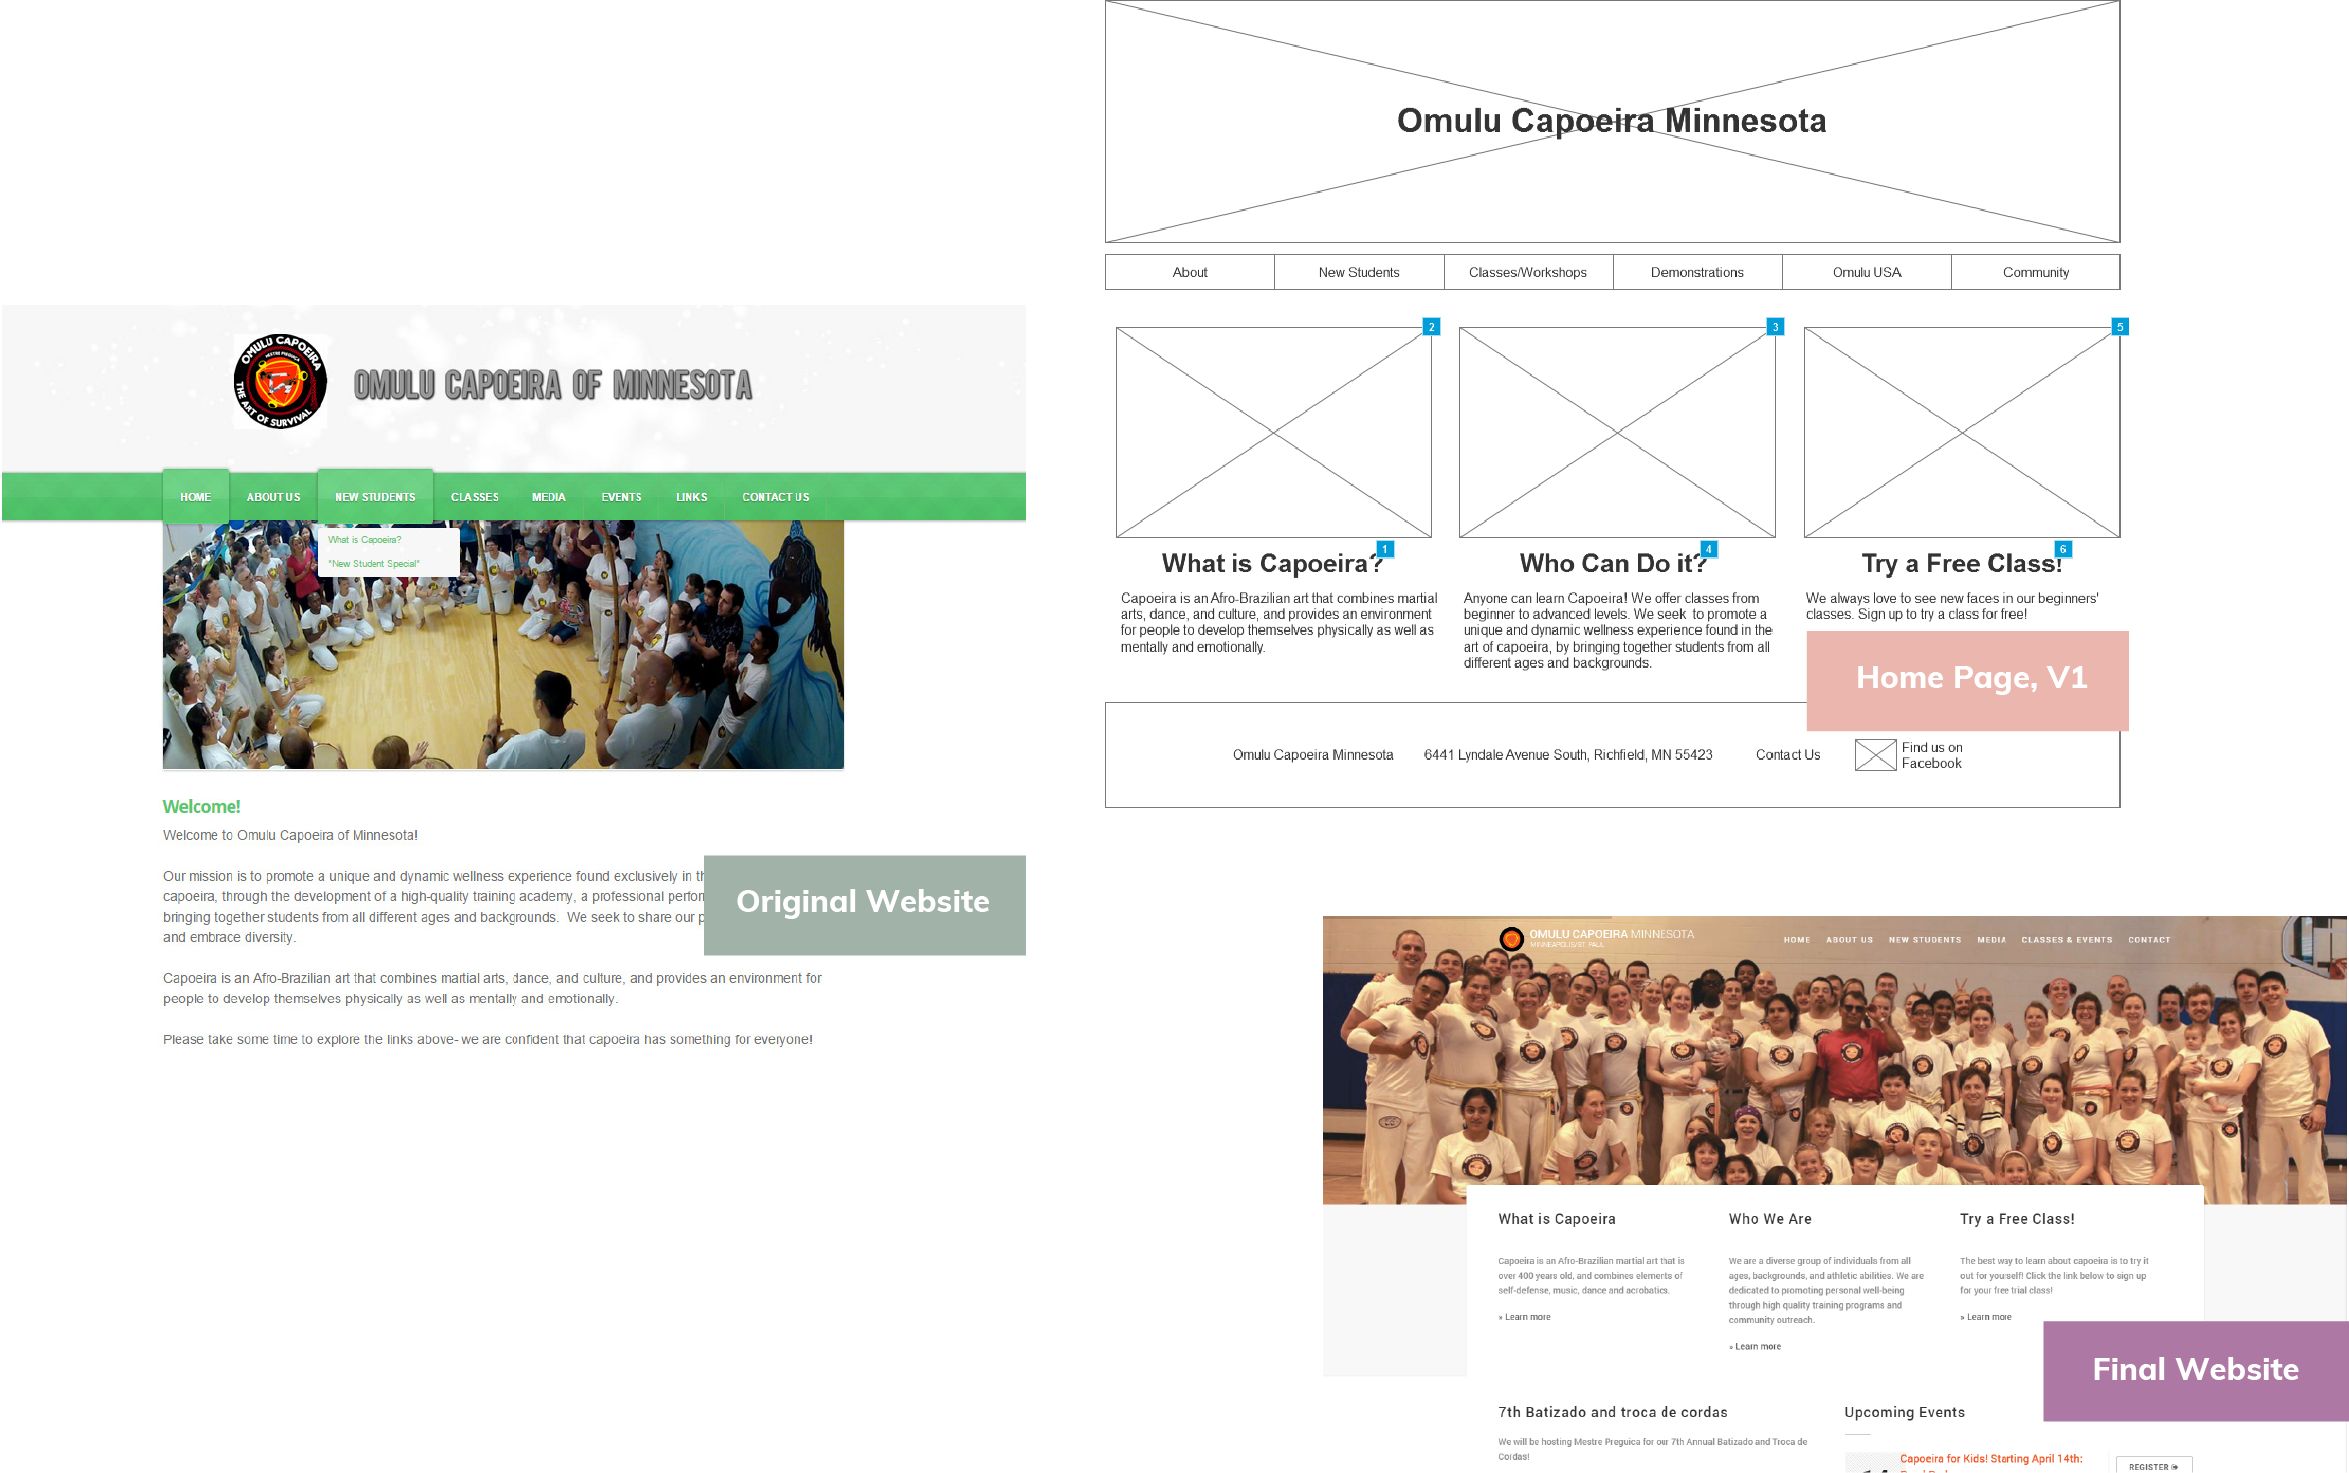 OMULU CAPOEIRA
MESTRE PREGUICA
THE ART OF SURVIVAL
OMULU CAPOEIRA OF MINNESOTA
HOME ABOUT US NEW STUDENTS CLASSES MEDIA EVENTS LINKS CONTACT US
What is Capoeira?
"New Student Special"
Welcome!
Welcome to Omulu Capoeira of Minnesota!
Our mission is to promote a unique and dynamic wellness experience found exclusively in
capoeira, through the development of a high-quality training academy, a professional
bringing together students from all different ages and backgrounds. We seek to share our
and embrace diversity.
Capoeira is an Afro-Brazilian art that combines martial arts, dance, and culture, and provides an environment for
people to develop themselves physically as well as mentally and emotionally.
Please take some time to explore the links above- we are confident that capoeira has something for everyone!
Original Website
Omulu Capoeira Minnesota
About New Students Classes/Workshops Demonstrations Omulu USA Community
2
3
5
1
What is Capoeira?
Capoeira is an Afro-Brazilian art that combines martial
arts, dance, and culture, and provides an environment
for people to develop themselves physically as well as
mentally and emotionally.
4
Who Can Do it?
Anyone can learn Capoeira! We offer classes from
beginner to advanced levels. We seek to promote a
unique and dynamic wellness experience found in the
art of capoeira, by bringing together students from all
different ages and backgrounds.
6
Try a Free Class!
We always love to see new faces in our beginners'
classes. Sign up to try a class for free!
Home Page, V1
Omulu Capoeira Minnesota 6441 Lyndale Avenue South, Richfield, MN 55423 Contact Us
Find us on
Facebook
OMULU CAPOEIRA MINNESOTA
MINNEAPOLIS/ST. PAUL
HOME ABOUT US NEW STUDENTS MEDIA CLASSES & EVENTS CONTACT
What is Capoeira
Capoeira is an Afro-Brazilian martial art that is
over 400 years old, and combines elements of
self-defense, music, dance and acrobatics.
» Learn more
Who We Are
We are a diverse group of individuals from all
ages, backgrounds, and athletic abilities. We are
dedicated to promoting personal well-being
through high quality training programs and
community outreach.
» Learn more
Try a Free Class!
The best way to learn about capoeira is to try it
out for yourself! Click the link below to sign up
for your free trial class!
» Learn more
Final Website
7th Batizado and troca de cordas
We will be hosting Mestre Preguica for our 7th Annual Batizado and Troca de
Cordas!
Upcoming Events
Capoeira for Kids! Starting April 14th:
REGISTER